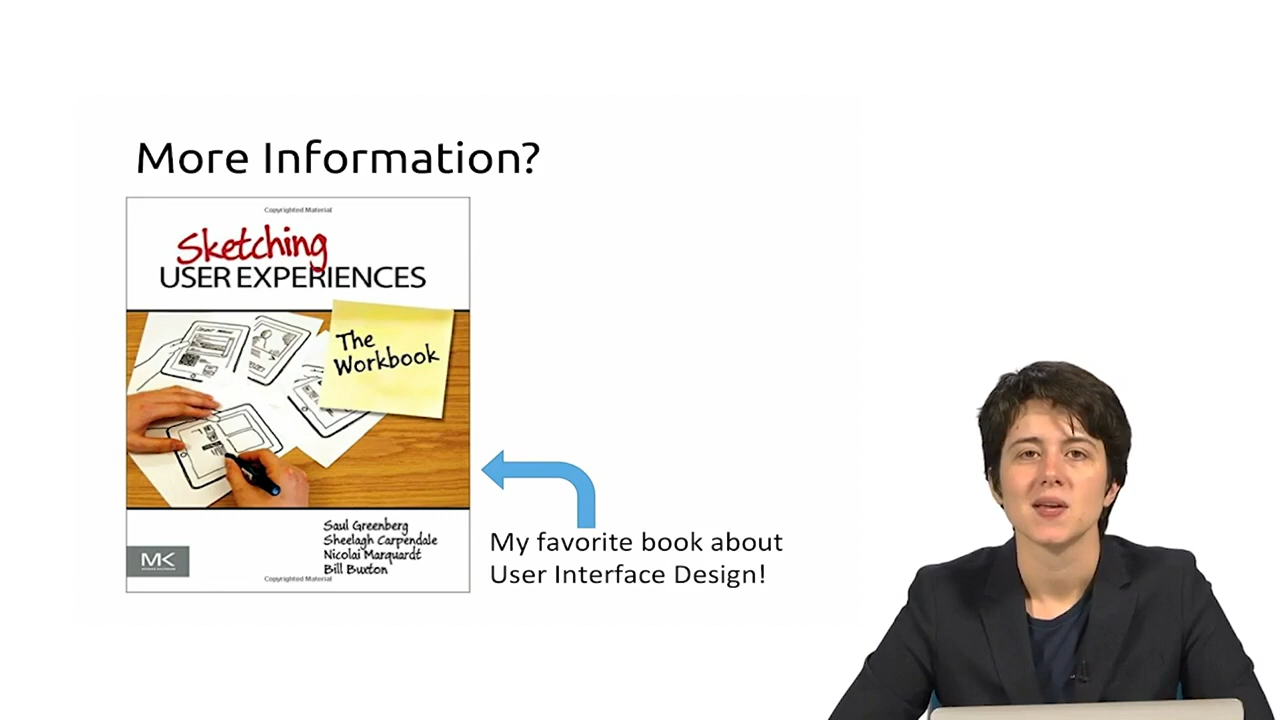 More Information?
Copyrighted Material
Sketching
USER EXPERIENCES
The
Workbook
Saul Greenberg
Sheelagh Carpendale
Nicolai Marquardt
Bill Buxton
MK
Copyrighted Material
My favorite book about
User Interface Design!